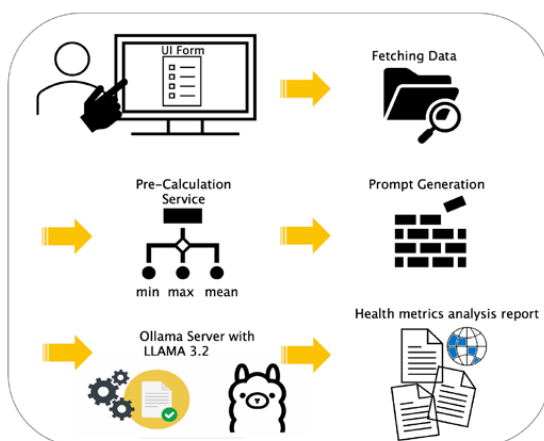 UI Form
Fetching Data
Pre-Calculation
Service
Prompt Generation
min max mean
Ollama Server with
LLAMA 3.2
Health metrics analysis report